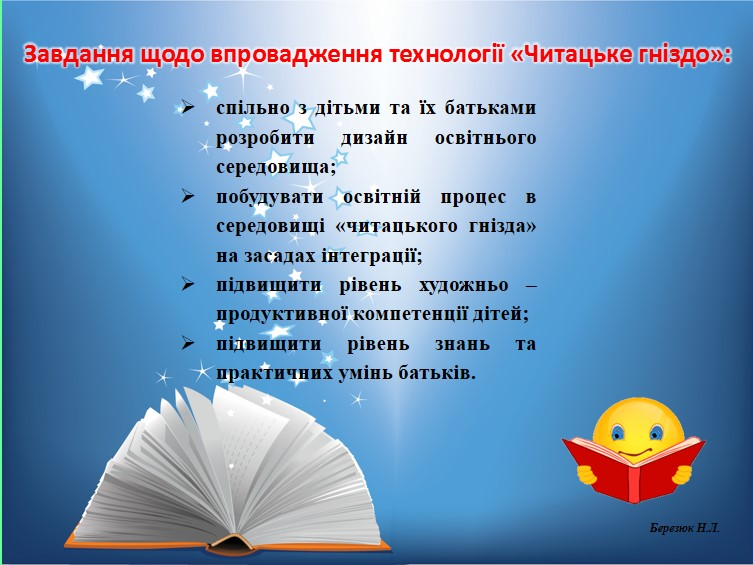 Завдання щодо впровадження технології «Читацьке гніздо»:
➢ спільно з дітьми та їх батьками
розробити дизайн освітнього
середовища;
➢ побудувати освітній процес в
середовищі «читацького гнізда»
на засадах інтеграції;
➢ підвищити рівень художньо –
продуктивної компетенції дітей;
➢ підвищити рівень знань та
практичних умінь батьків.
Березюк Н.Л.